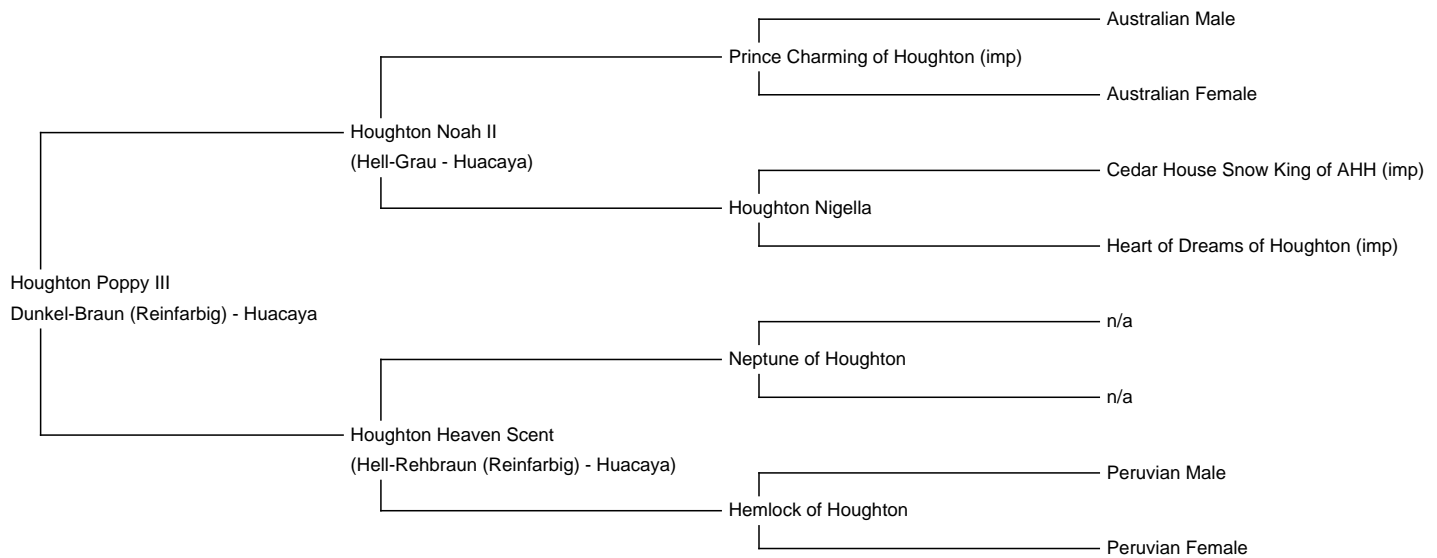 Australian Male
Prince Charming of Houghton (imp)
Australian Female
Houghton Noah II
(Hell-Grau - Huacaya)
Cedar House Snow King of AHH (imp)
Houghton Nigella
Heart of Dreams of Houghton (imp)
Houghton Poppy III
Dunkel-Braun (Reinfarbig) - Huacaya
n/a
Neptune of Houghton
n/a
Houghton Heaven Scent
(Hell-Rehbraun (Reinfarbig) - Huacaya)
Peruvian Male
Hemlock of Houghton
Peruvian Female